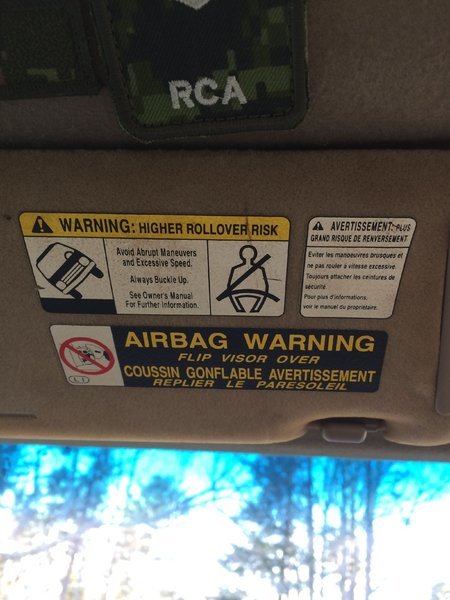 RCA
WARNING: HIGHER ROLLOVER RISK
Avoid Abrupt Maneuvers
and Excessive Speed.
Always Buckle Up.
See Owner's Manual
For Further Information.
AVERTISSEMENT: PLUS
GRAND RISQUE DE RENVERSEMENT
Eviter les manoeuvres brusques et
ne pas rouler à vitesse excessive.
Toujours attacher les ceintures de
sécurité.
Pour plus d'informations,
voir le manuel du propriétaire.
AIRBAG WARNING
FLIP VISOR OVER
COUSSIN GONFLABLE AVERTISSEMENT
REPLIER LE PARESOLEIL